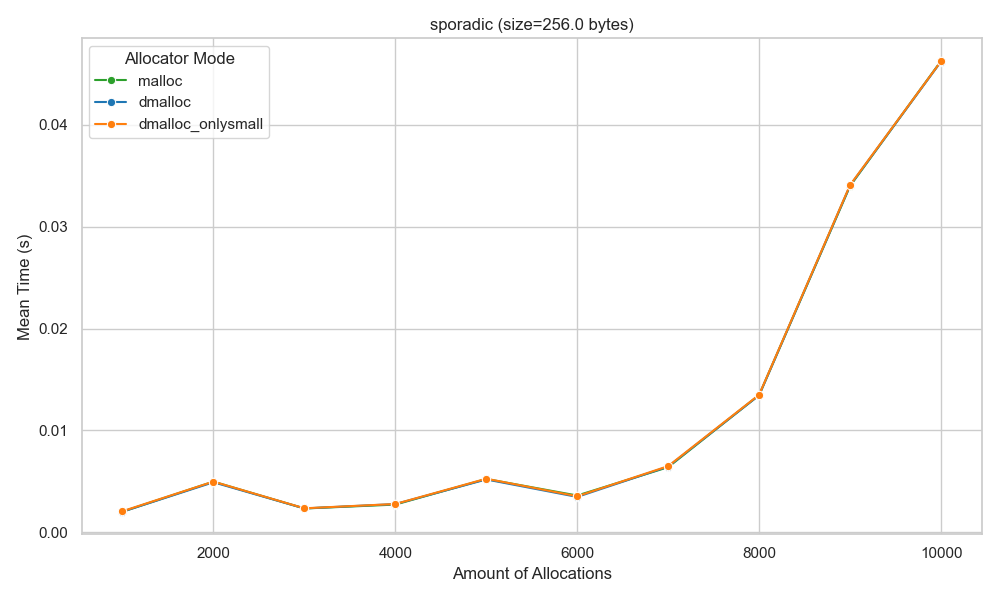 sporadic (size=256.0 bytes)
Allocator Mode
malloc
dmalloc
dmalloc_onlysmall
Mean Time (s)
0.04
0.03
0.02
0.01
0.00
2000 4000 6000 8000 10000
Amount of Allocations